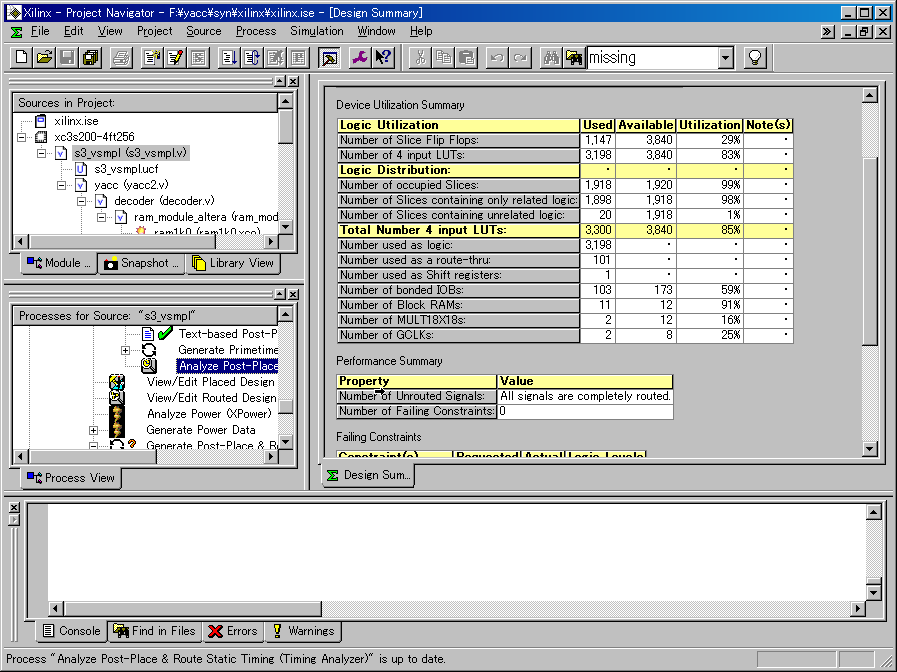 Xilinx - Project Navigator - F:¥yacc¥syn¥xilinx¥xilinx.ise - [Design Summary]
File Edit View Project Source Process Simulation Window Help
missing
Sources in Project:
xilinx.ise
xc3s200-4ft256
s3_vsmpl (s3_vsmpl.v)
s3_vsmpl.ucf
yacc (yacc2.v)
decoder (decoder.v)
ram_module_altera (ram_mod
ram1k0 (ram1k0.xco)
Module ... Snapshot ... Library View
Processes for Source: "s3_vsmpl"
Text-based Post-P
Generate Primetime
Analyze Post-Place
View/Edit Placed Design
View/Edit Routed Design
Analyze Power (XPower)
Generate Power Data
Generate Post-Place & R
Process View
Device Utilization Summary
Logic Utilization Used Available Utilization Note(s)
Number of Slice Flip Flops: 1,147 3,840 29%
Number of 4 input LUTs: 3,198 3,840 83%
Logic Distribution:
Number of occupied Slices: 1,918 1,920 99%
Number of Slices containing only related logic: 1,898 1,918 98%
Number of Slices containing unrelated logic: 20 1,918 1%
Total Number 4 input LUTs: 3,300 3,840 85%
Number used as logic: 3,198
Number used as a route-thru: 101
Number used as Shift registers: 1
Number of bonded IOBs: 103 173 59%
Number of Block RAMs: 11 12 91%
Number of MULT18X18s: 2 12 16%
Number of GCLKs: 2 8 25%
Performance Summary
Property Value
Number of Unrouted Signals: All signals are completely routed.
Number of Failing Constraints: 0
Failing Constraints
Constraint(s) Requested Actual Logic Levels
Design Sum...
Console Find in Files Errors Warnings
Process "Analyze Post-Place & Route Static Timing (Timing Analyzer)" is up to date.